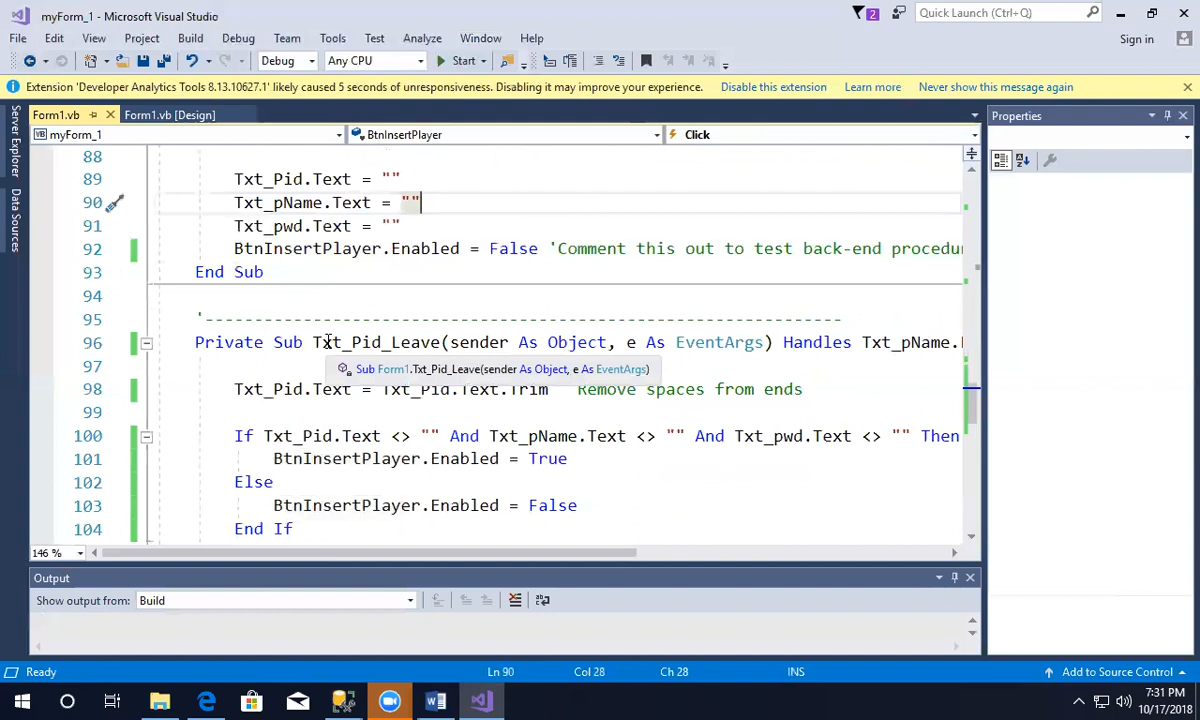 myForm_1 - Microsoft Visual Studio
2
Quick Launch (Ctrl+Q)
File Edit View Project Build Debug Team Tools Test Analyze Window Help
Sign in
Debug Any CPU Start
Extension 'Developer Analytics Tools 8.13.10627.1' likely caused 5 seconds of unresponsiveness. Disabling it may improve your experience. Disable this extension Learn more Never show this message again
Server Explorer
Data Sources
Form1.vb Form1.vb [Design]
Properties
myForm_1 BtnInsertPlayer Click
88
89 Txt_Pid.Text = ""
90 Txt_pName.Text = ""
91 Txt_pwd.Text = ""
92 BtnInsertPlayer.Enabled = False 'Comment this out to test back-end procedu
93 End Sub
94
95 '-----------------------------------------------------------------
96 Private Sub Txt_Pid_Leave(sender As Object, e As EventArgs) Handles Txt_pName.
97
Sub Form1.Txt_Pid_Leave(sender As Object, e As EventArgs)
98 Txt_Pid.Text = Txt_Pid.Text.Trim Remove spaces from ends
99
100 If Txt_Pid.Text <> "" And Txt_pName.Text <> "" And Txt_pwd.Text <> "" Then
101 BtnInsertPlayer.Enabled = True
102 Else
103 BtnInsertPlayer.Enabled = False
104 End If
146 %
Output
Show output from: Build
Ready Ln 90 Col 28 Ch 28 INS Add to Source Control
7:31 PM
10/17/2018